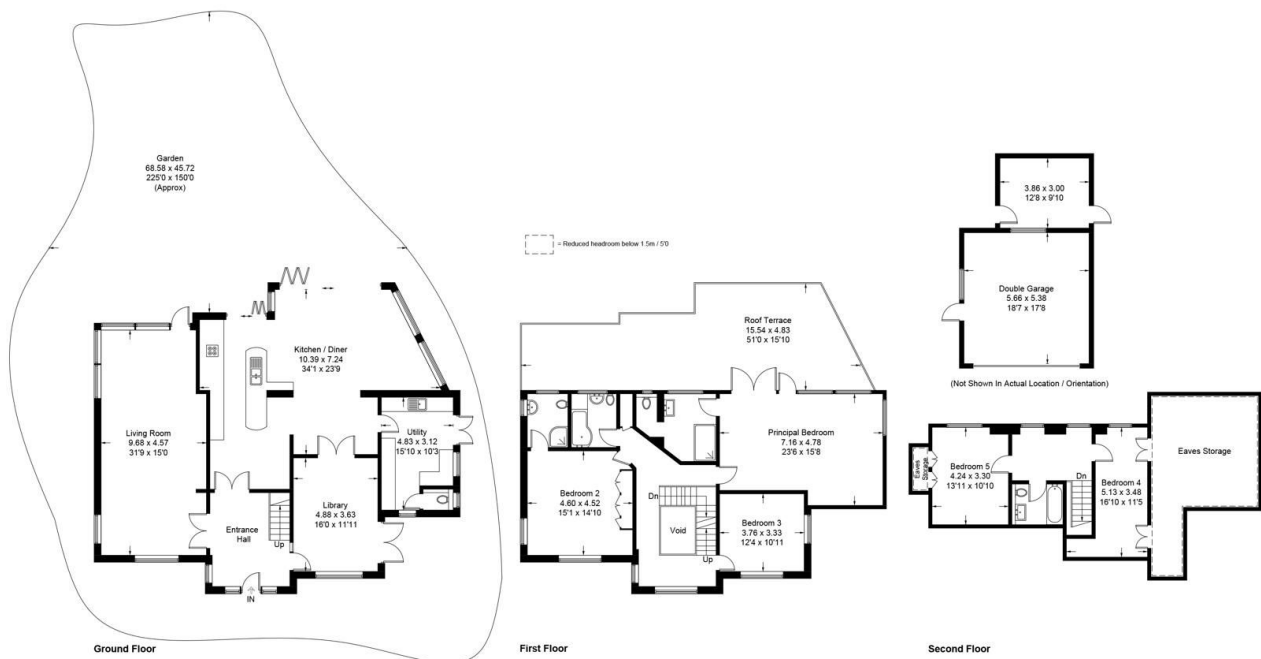 Garden
68.58 x 45.72
225'0 x 150'0
(Approx)
= Reduced headroom below 1.5m / 5'0
Kitchen / Diner
10.39 x 7.24
34'1 x 23'9
Living Room
9.68 x 4.57
31'9 x 15'0
Utility
4.83 x 3.12
15'10 x 10'3
Library
4.88 x 3.63
16'0 x 11'11
Entrance
Hall
Up
IN
Ground Floor
Roof Terrace
15.54 x 4.83
51'0 x 15'10
Principal Bedroom
7.16 x 4.78
23'6 x 15'8
Bedroom 2
4.60 x 4.52
15'1 x 14'10
Dn
Void
Up
Bedroom 3
3.76 x 3.33
12'4 x 10'11
First Floor
3.86 x 3.00
12'8 x 9'10
Double Garage
5.66 x 5.38
18'7 x 17'8
(Not Shown In Actual Location / Orientation)
Eaves
Storage
Bedroom 5
4.24 x 3.30
13'11 x 10'10
Dn
Bedroom 4
5.13 x 3.48
16'10 x 11'5
Eaves Storage
Second Floor